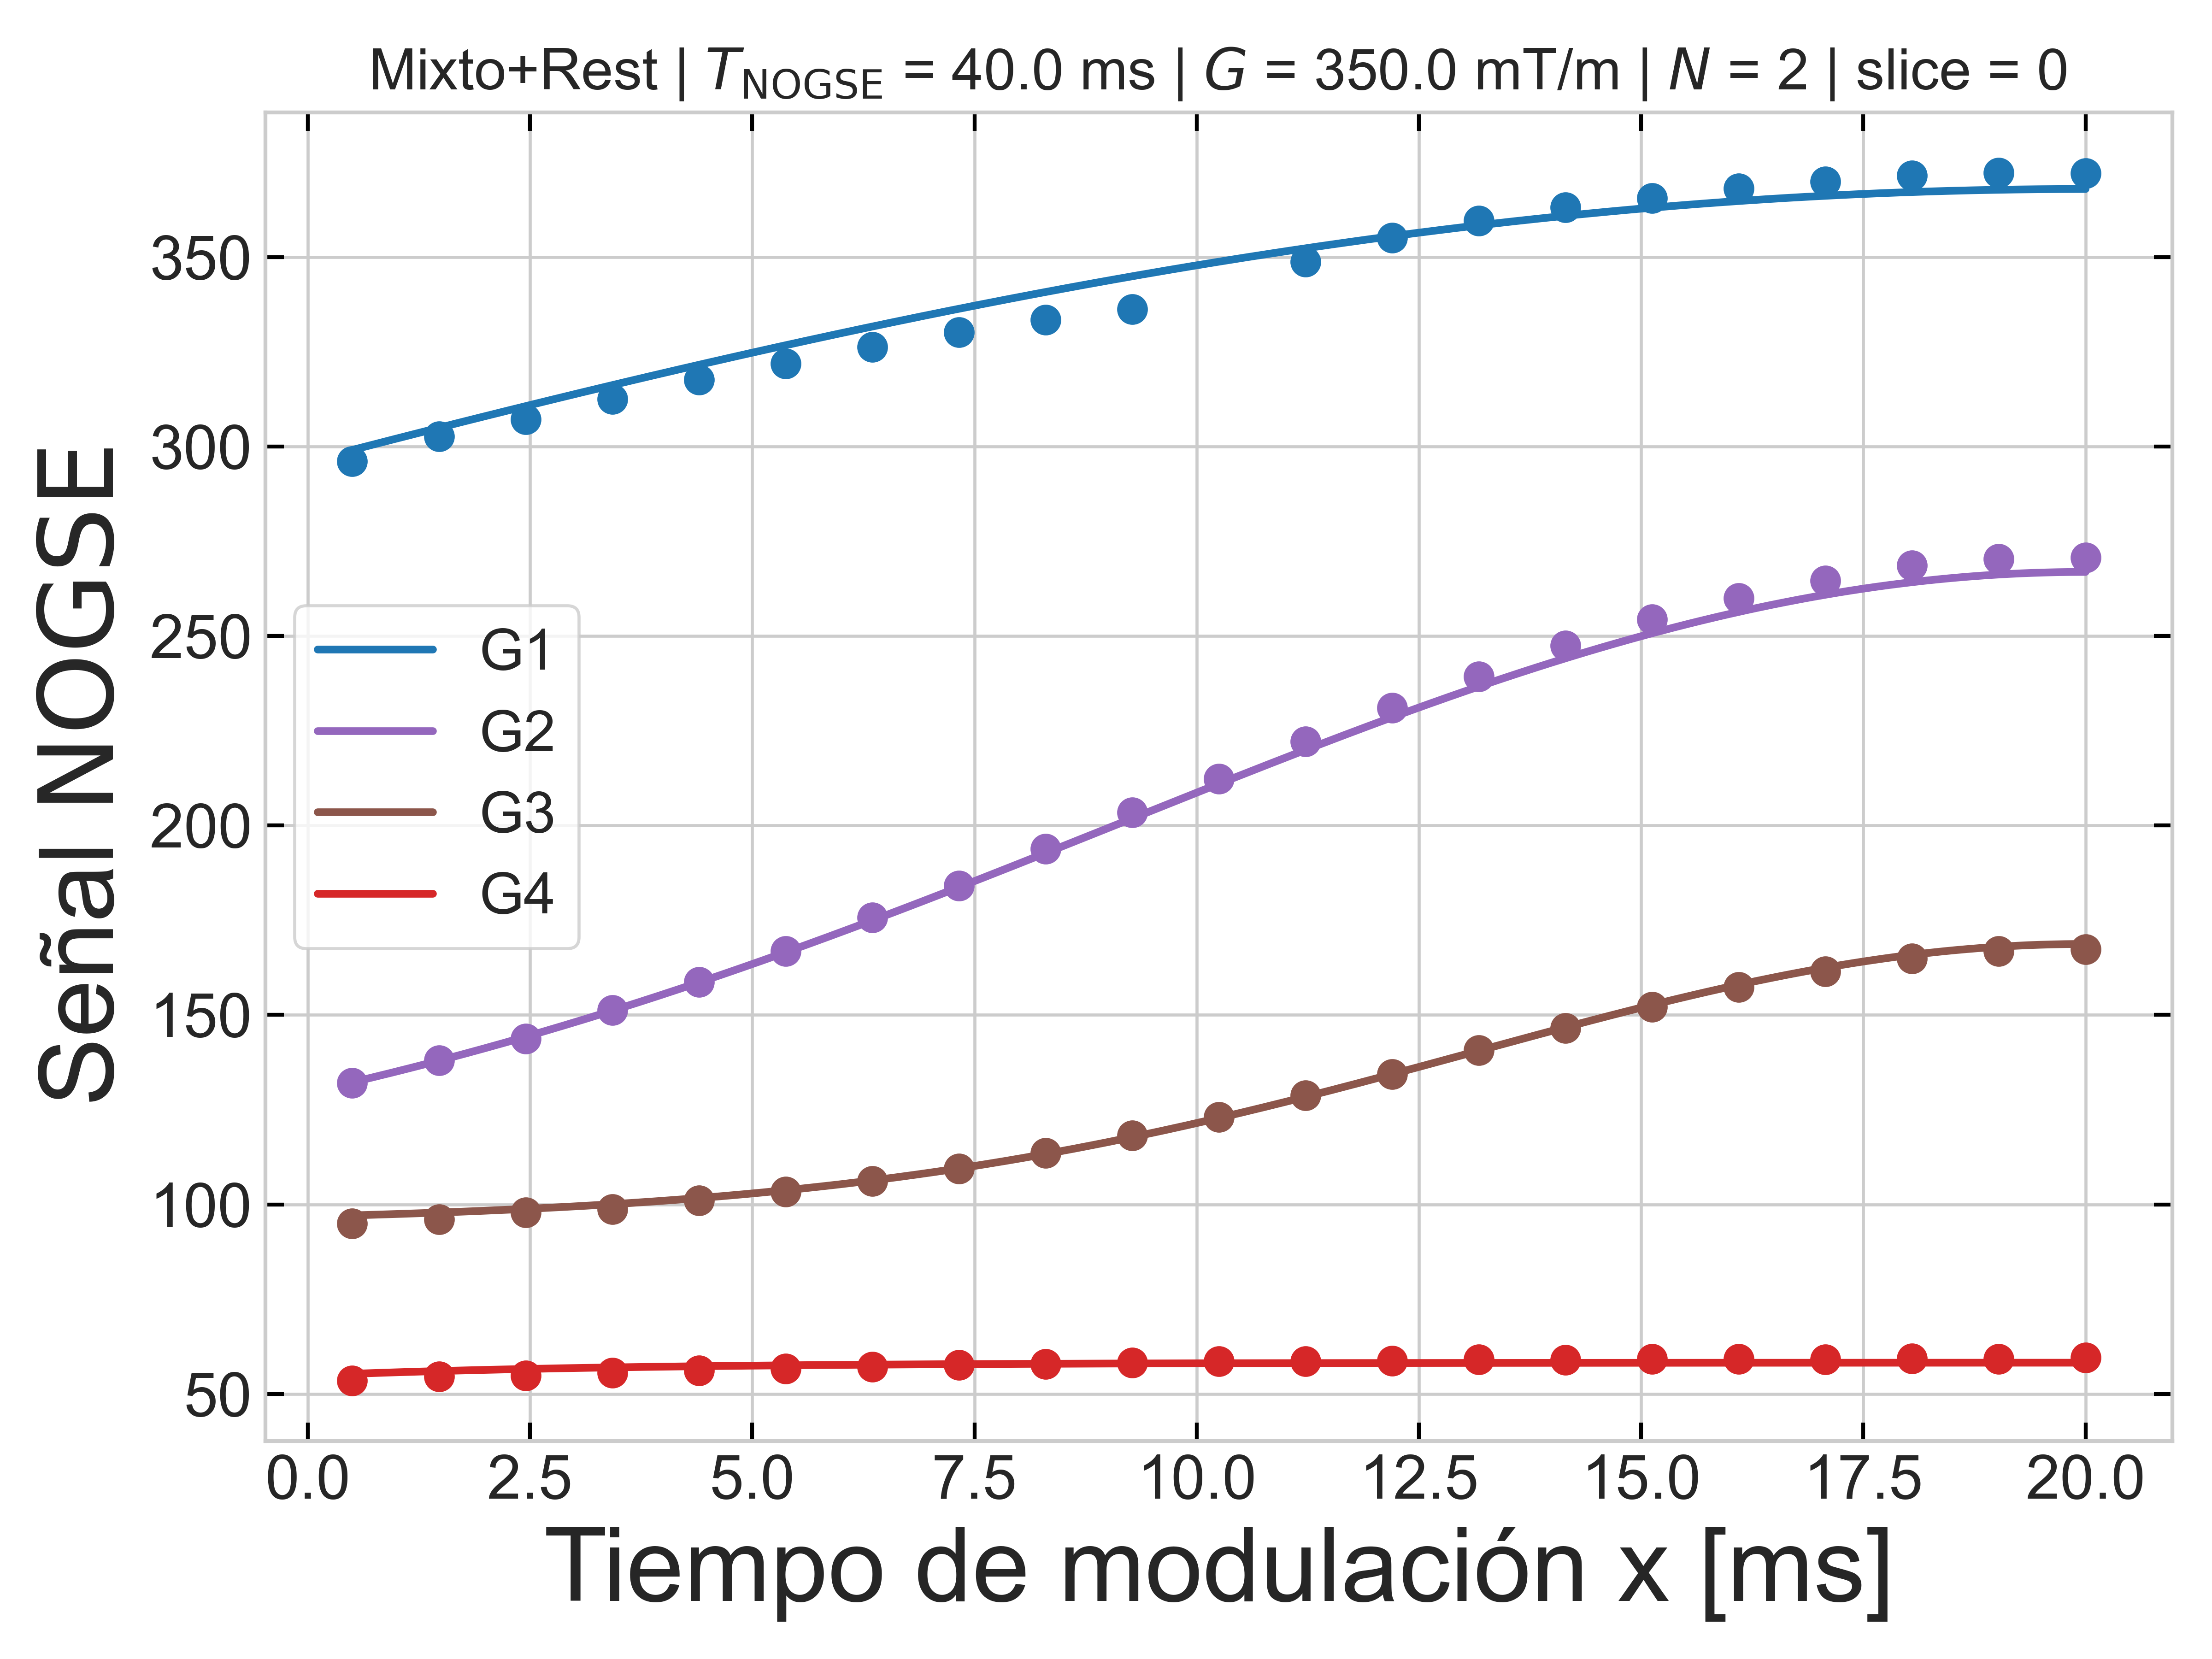 Mixto+Rest | T_NOGSE = 40.0 ms | G = 350.0 mT/m | N = 2 | slice = 0
Señal NOGSE
350
300
250
200
150
100
50
G1
G2
G3
G4
0.0 2.5 5.0 7.5 10.0 12.5 15.0 17.5 20.0
Tiempo de modulación x [ms]